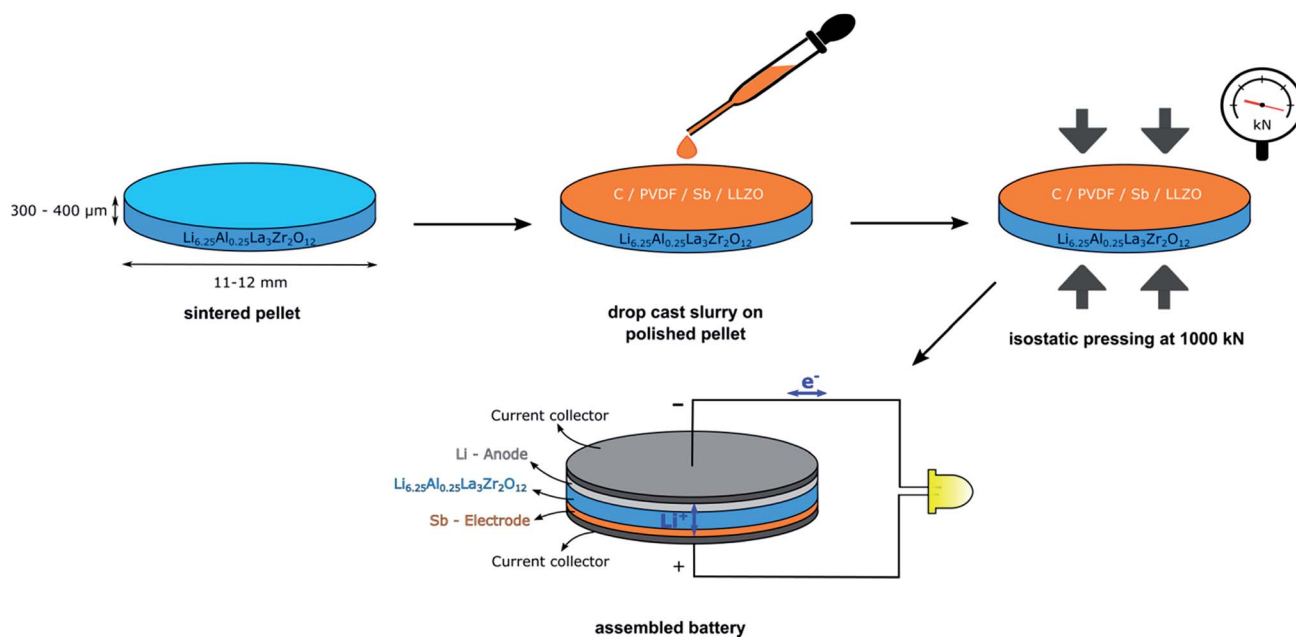 300 - 400 µm
Li₆.₂₅Al₀.₂₅La₃Zr₂O₁₂
11-12 mm
sintered pellet
C / PVDF / Sb / LLZO
Li₆.₂₅Al₀.₂₅La₃Zr₂O₁₂
drop cast slurry on
polished pellet
kN
C / PVDF / Sb / LLZO
Li₆.₂₅Al₀.₂₅La₃Zr₂O₁₂
isostatic pressing at 1000 kN
e⁻
−
Current collector
Li - Anode
Li₆.₂₅Al₀.₂₅La₃Zr₂O₁₂
Sb - Electrode
Current collector
Li⁺
+
assembled battery